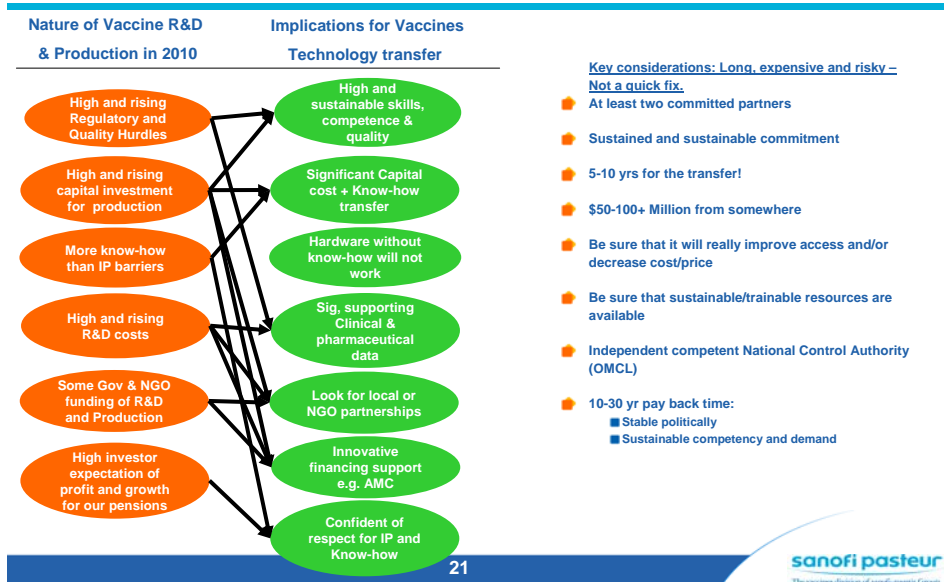 Nature of Vaccine R&D
& Production in 2010
Implications for Vaccines
Technology transfer
High and rising
Regulatory and
Quality Hurdles
High and rising
capital investment
for production
More know-how
than IP barriers
High and rising
R&D costs
Some Gov & NGO
funding of R&D
and Production
High investor
expectation of
profit and growth
for our pensions
High and
sustainable skills,
competence &
quality
Significant Capital
cost + Know-how
transfer
Hardware without
know-how will not
work
Sig, supporting
Clinical &
pharmaceutical
data
Look for local or
NGO partnerships
Innovative
financing support
e.g. AMC
Confident of
respect for IP and
Know-how
Key considerations: Long, expensive and risky –
Not a quick fix.
At least two committed partners
Sustained and sustainable commitment
5-10 yrs for the transfer!
$50-100+ Million from somewhere
Be sure that it will really improve access and/or
decrease cost/price
Be sure that sustainable/trainable resources are
available
Independent competent National Control Authority
(OMCL)
10-30 yr pay back time:
Stable politically
Sustainable competency and demand
21
sanofi pasteur
The vaccines division of sanofi-aventis Group